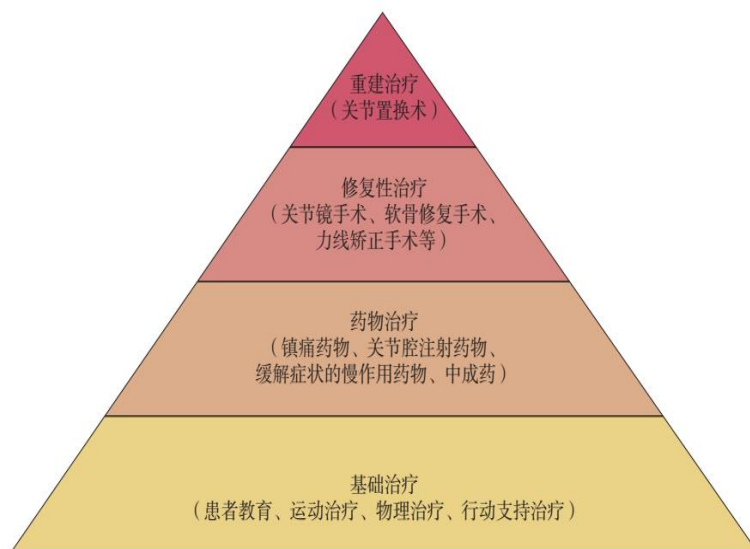 重建治疗
（关节置换术）
修复性治疗
（关节镜手术、软骨修复手术、
力线矫正手术等）
药物治疗
（镇痛药物、关节腔注射药物、
缓解症状的慢作用药物、中成药）
基础治疗
（患者教育、运动治疗、物理治疗、行动支持治疗）